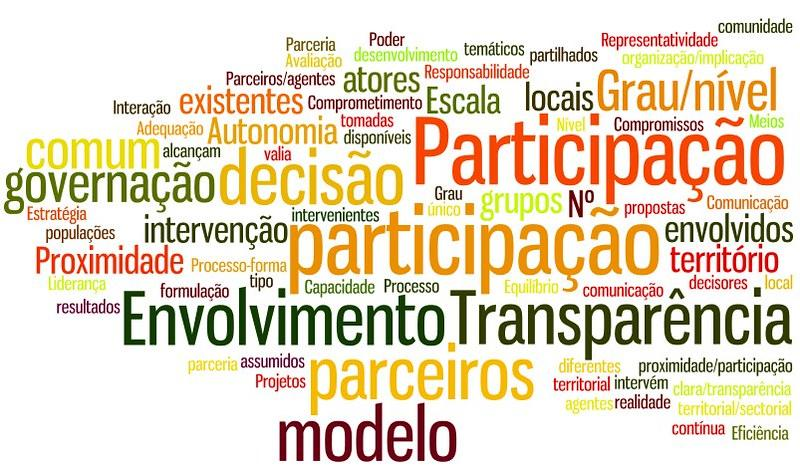 comunidade
Parceria Poder Representatividade
Avaliação desenvolvimento temáticos partilhados organização/implicação
Parceiros/agentes atores Responsabilidade
Interação existentes Comprometimento Escala locais Grau/nível
Adequação Autonomia tomadas disponíveis Participação Nível Compromissos Meios
comum alcançam valia
governação decisão Grau único grupos Nº propostas Comunicação
Estratégia intervenientes
populações intervenção participação envolvidos
Proximidade Processo-forma território
Liderança formulação tipo Capacidade Processo Equilíbrio comunicação decisores local
resultados Envolvimento Transparência
parceria assumidos parceiros diferentes proximidade/participação
Projetos territorial intervém clara/transparência
agentes realidade territorial/sectorial
modelo contínua Eficiência